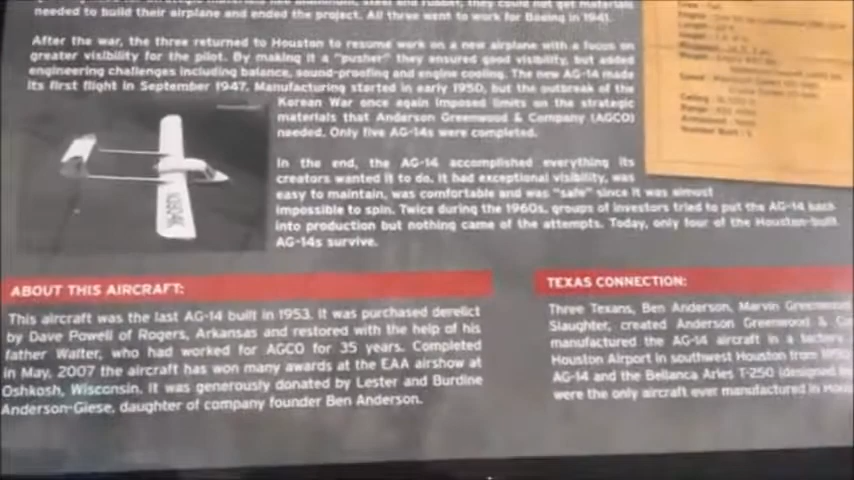 needed to build their airplane and ended the project. All three went to work for Boeing in 1941.
After the war, the three returned to Houston to resume work on a new airplane with a focus on
greater visibility for the pilot. By making it a "pusher" they ensured good visibility, but added
engineering challenges including balance, sound-proofing and engine cooling. The new AG-14 made
its first flight in September 1947. Manufacturing started in early 1950, but the outbreak of the
Korean War once again imposed limits on the strategic
materials that Anderson Greenwood & Company (AGCO)
needed. Only five AG-14s were completed.
In the end, the AG-14 accomplished everything its
creators wanted it to do. It had exceptional visibility, was
easy to maintain, was comfortable and was "safe" since it was almost
impossible to spin. Twice during the 1960s, groups of investors tried to put the AG-14 back
into production but nothing came of the attempts. Today, only four of the Houston-built
AG-14s survive.
ABOUT THIS AIRCRAFT:
This aircraft was the last AG-14 built in 1953. It was purchased derelict
by Dave Powell of Rogers, Arkansas and restored with the help of his
father Walter, who had worked for AGCO for 35 years. Completed
in May, 2007 the aircraft has won many awards at the EAA airshow at
Oshkosh, Wisconsin. It was generously donated by Lester and Burdine
Anderson-Giese, daughter of company founder Ben Anderson.
TEXAS CONNECTION:
Three Texans, Ben Anderson, Marvin Greenwood
Slaughter, created Anderson Greenwood &
manufactured the AG-14 aircraft in a factory
Houston Airport in southwest Houston from 1950
AG-14 and the Bellanca Aries T-250 (designed
were the only aircraft ever manufactured in